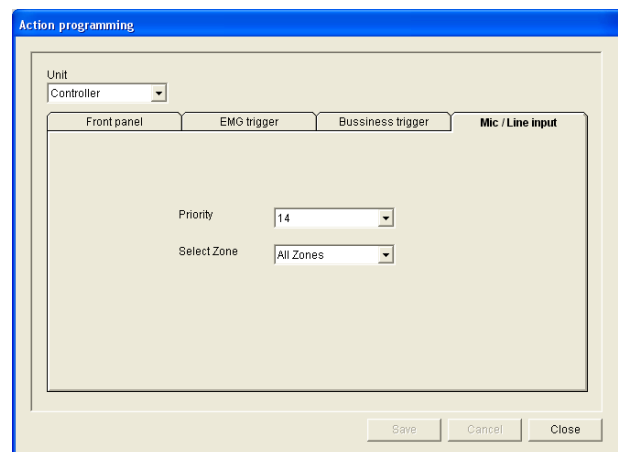 Action programming
Unit
Controller
Front panel EMG trigger Bussiness trigger Mic / Line input
Priority 14
Select Zone All Zones
Save Cancel Close